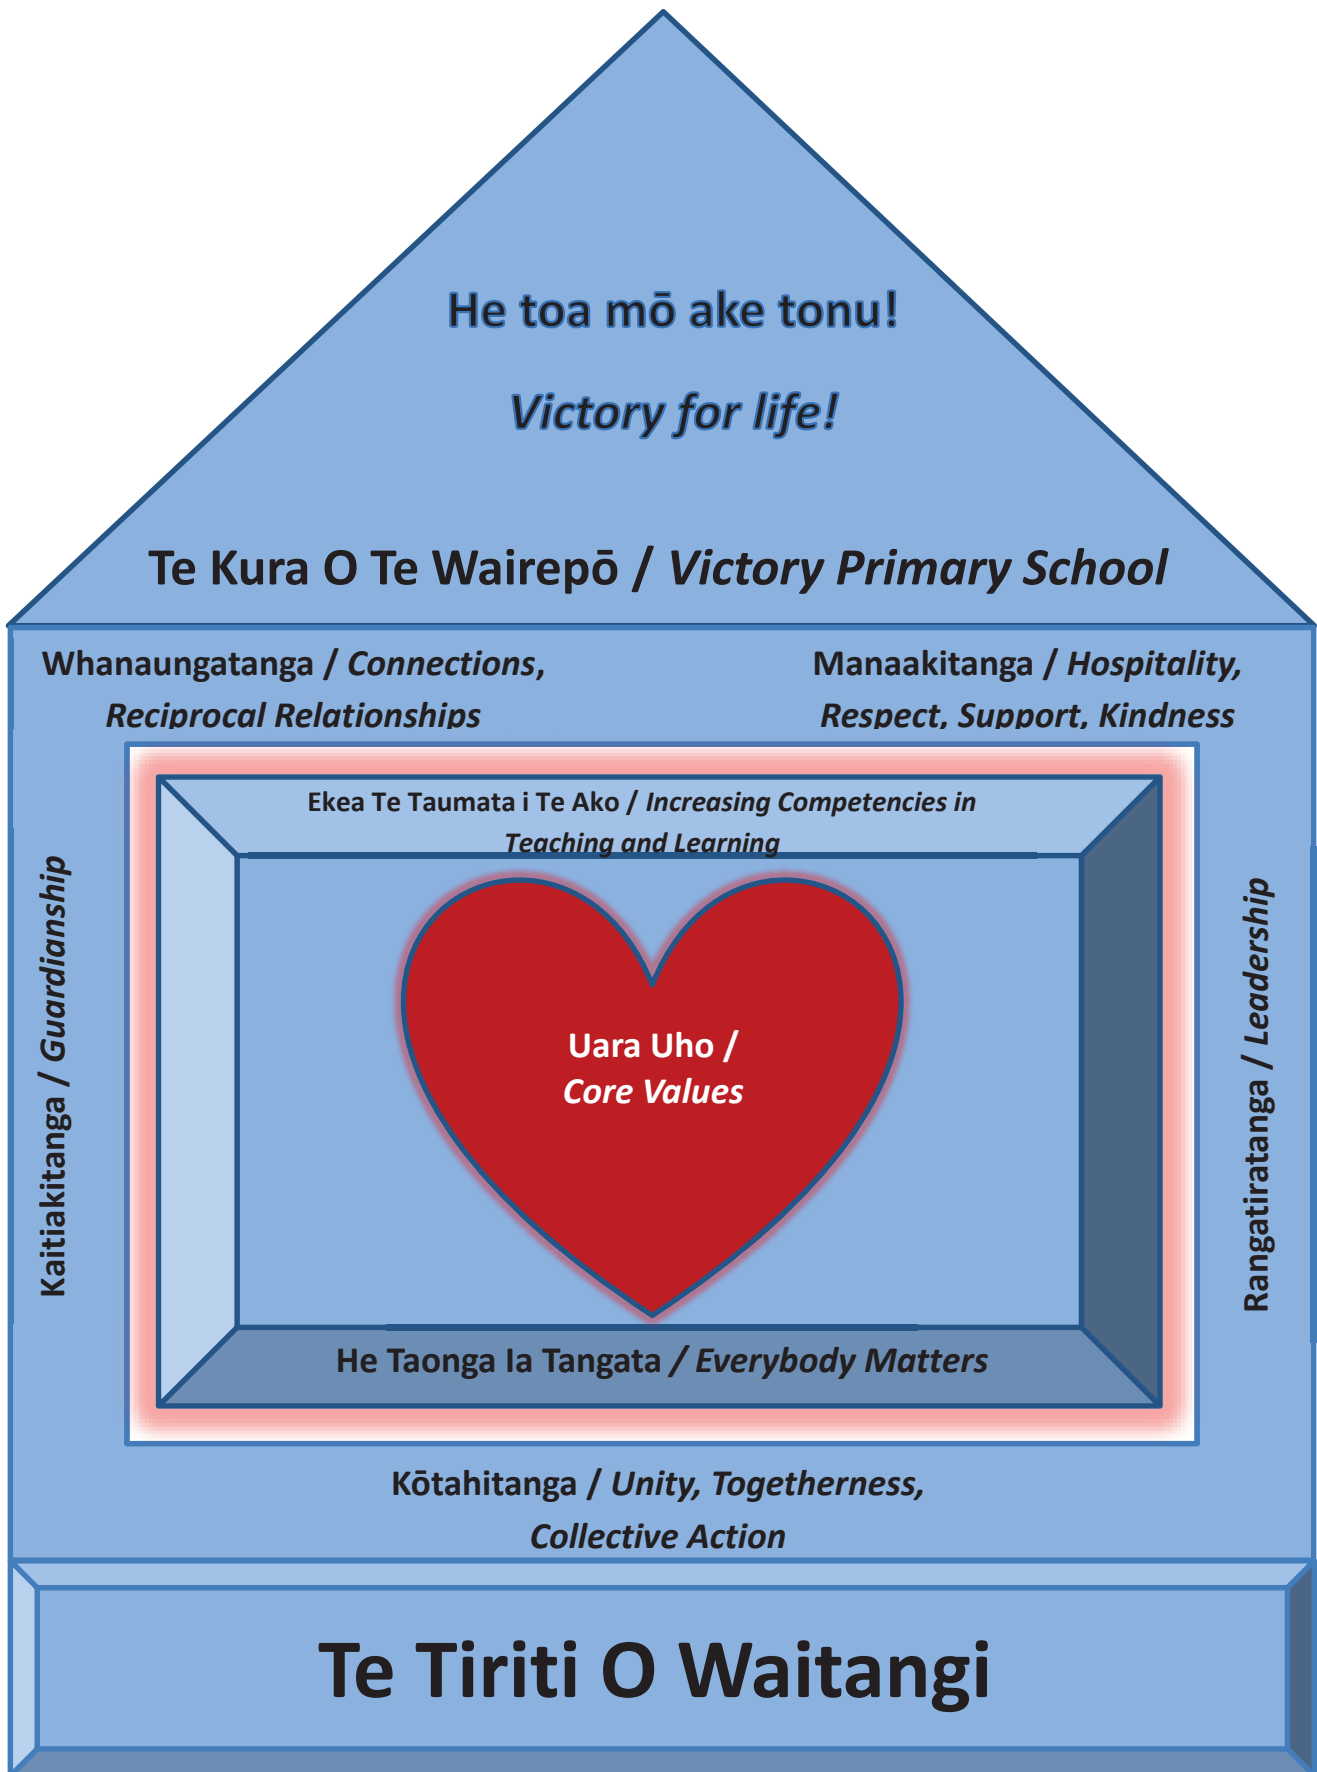 He toa mō ake tonu!
Victory for life!
Te Kura O Te Wairepō / Victory Primary School
Whanaungatanga / Connections,
Reciprocal Relationships
Manaakitanga / Hospitality,
Respect, Support, Kindness
Ekea Te Taumata i Te Ako / Increasing Competencies in
Teaching and Learning
Kaitiakitanga / Guardianship
Uara Uho /
Core Values
Rangatiratanga / Leadership
He Taonga Ia Tangata / Everybody Matters
Kōtahitanga / Unity, Togetherness,
Collective Action
Te Tiriti O Waitangi